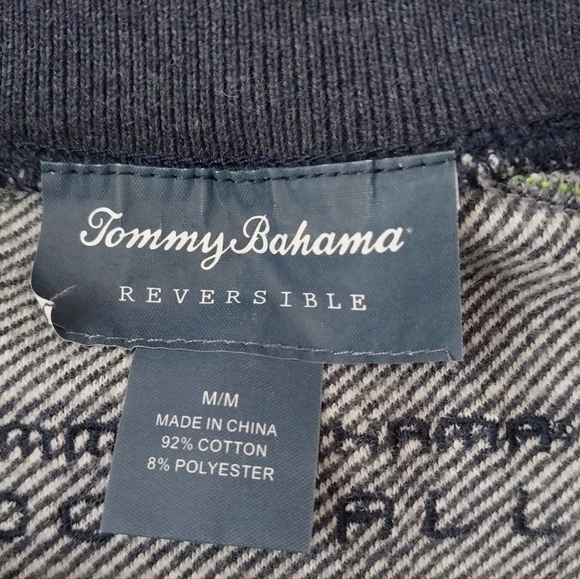 Tommy Bahama
REVERSIBLE
M/M
MADE IN CHINA
92% COTTON
8% POLYESTER